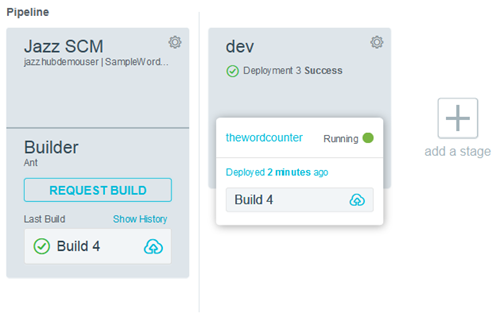 Pipeline
Jazz SCM
jazz.hubdemouser | SampleWord...
Builder
Ant
REQUEST BUILD
Last Build Show History
Build 4
dev
Deployment 3 Success
thewordcounter Running
Deployed 2 minutes ago
Build 4
add a stage